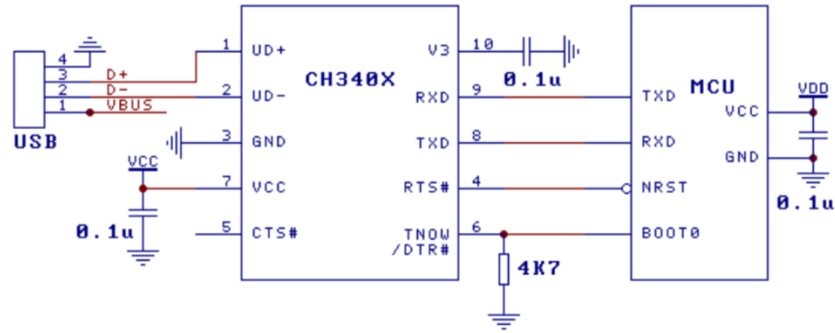 4
3 D+
2 D-
1 VBUS
USB
VCC
0.1u
1 UD+
2 UD-
3 GND
7 VCC
5 CTS#
CH340X
V3 10
0.1u
RXD 9
TXD 8
RTS# 4
TNOW 6
/DTR#
4K7
MCU
TXD
RXD
NRST
BOOT0
VCC
GND
VDD
0.1u